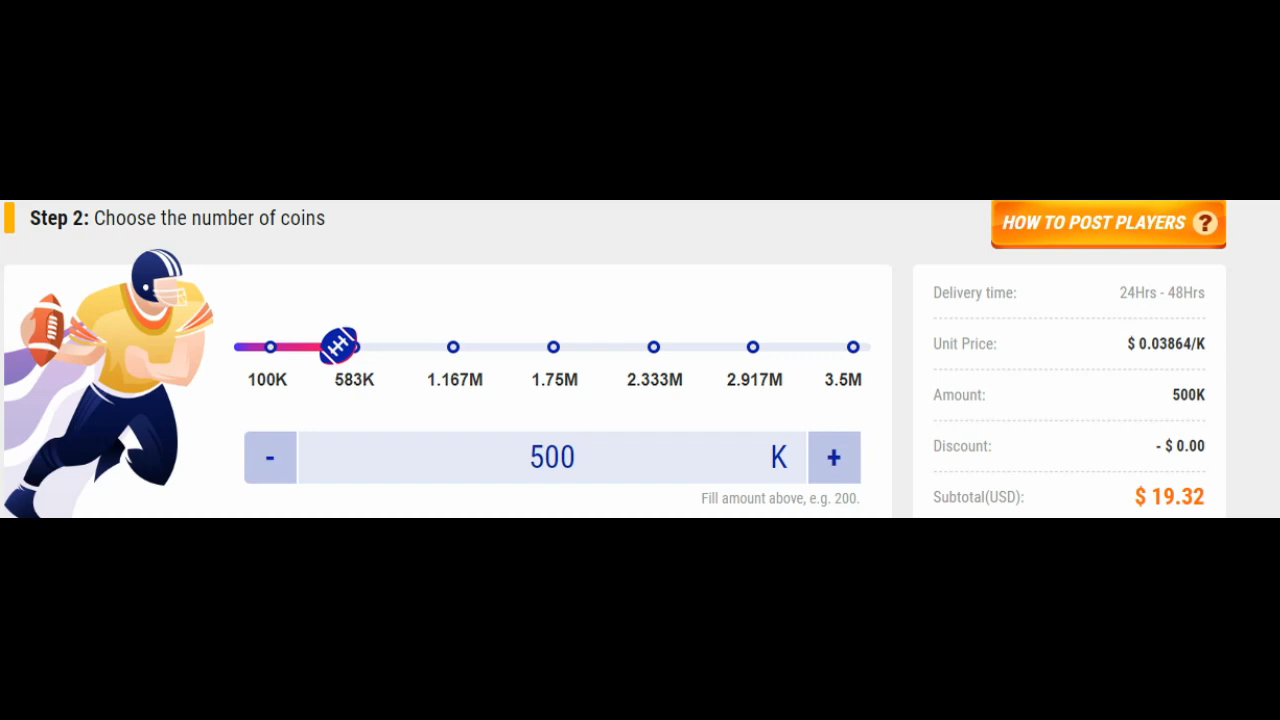 Step 2: Choose the number of coins
HOW TO POST PLAYERS ?
100K 583K 1.167M 1.75M 2.333M 2.917M 3.5M
- 500 K +
Fill amount above, e.g. 200.
Delivery time: 24Hrs - 48Hrs
Unit Price: $ 0.03864/K
Amount: 500K
Discount: - $ 0.00
Subtotal(USD): $ 19.32